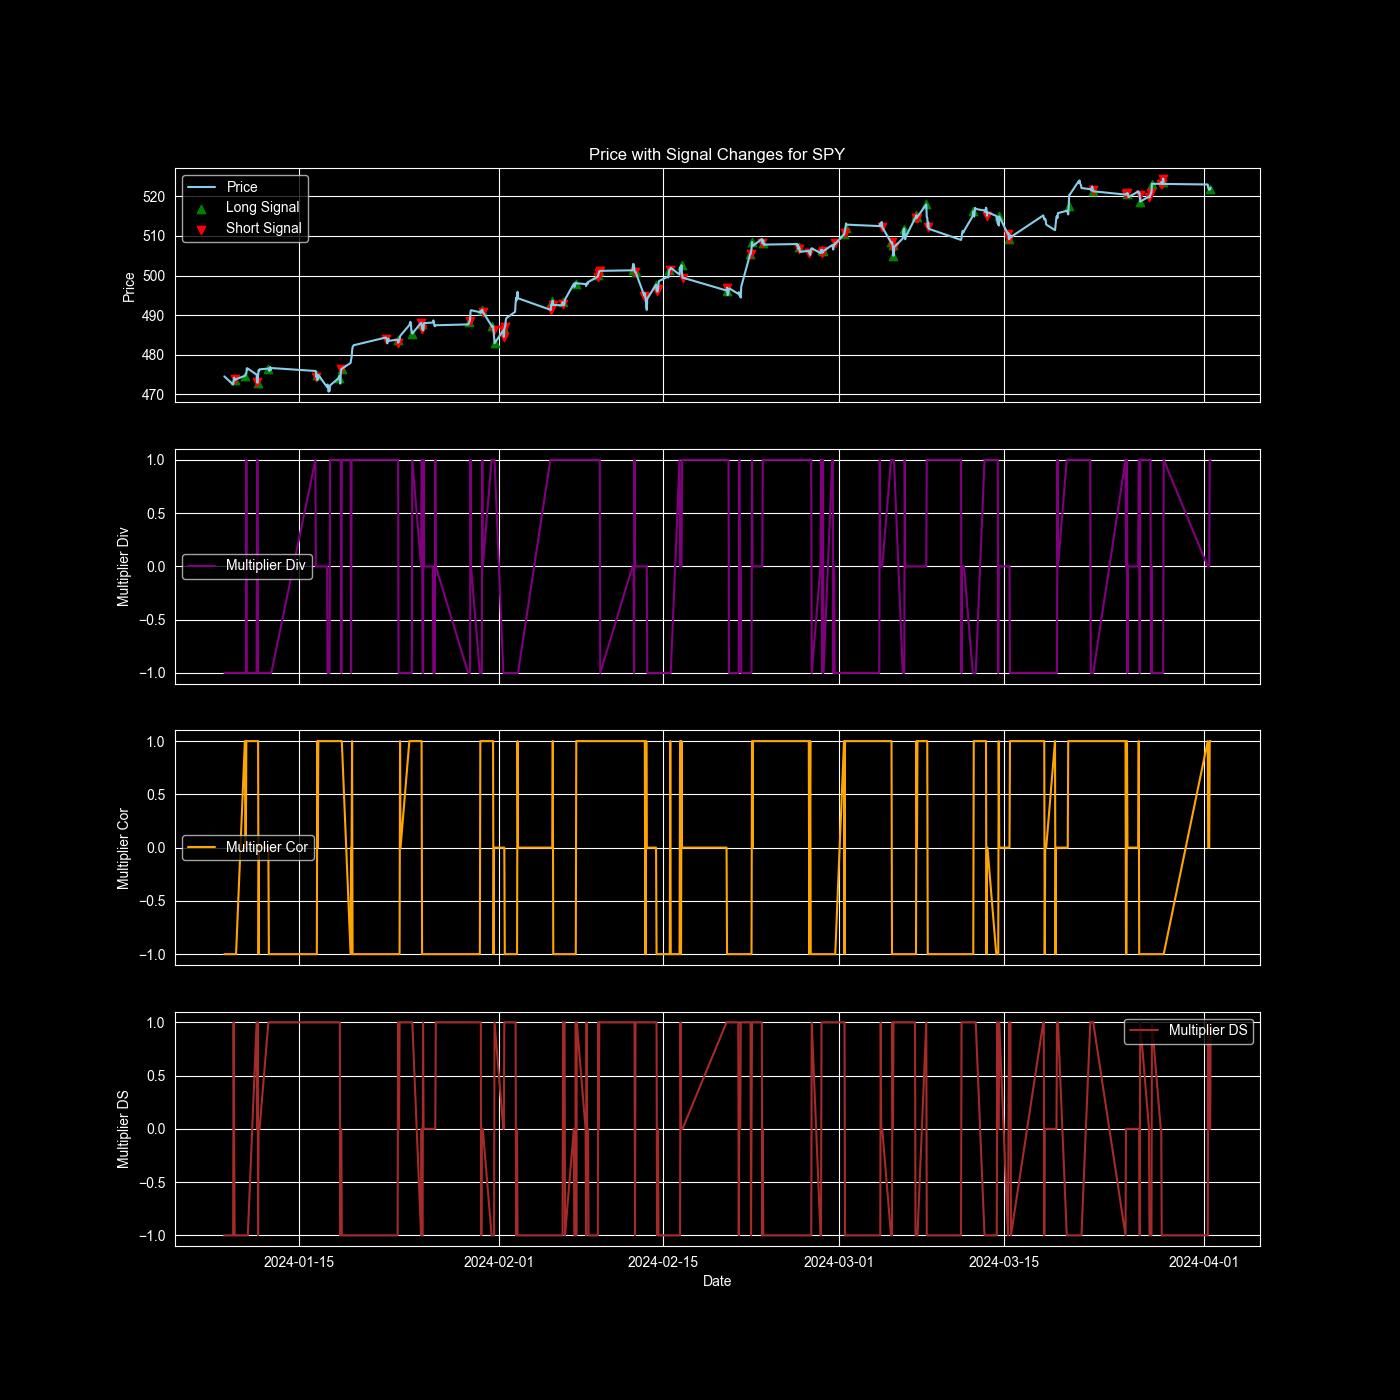 Price with Signal Changes for SPY
Price
Long Signal
Short Signal
520
510
500
490
480
470
Price
1.0
0.5
0.0
−0.5
−1.0
Multiplier Div
Multiplier Div
1.0
0.5
0.0
−0.5
−1.0
Multiplier Cor
Multiplier Cor
1.0
0.5
0.0
−0.5
−1.0
Multiplier DS
Multiplier DS
2024-01-15 2024-02-01 2024-02-15 2024-03-01 2024-03-15 2024-04-01
Date